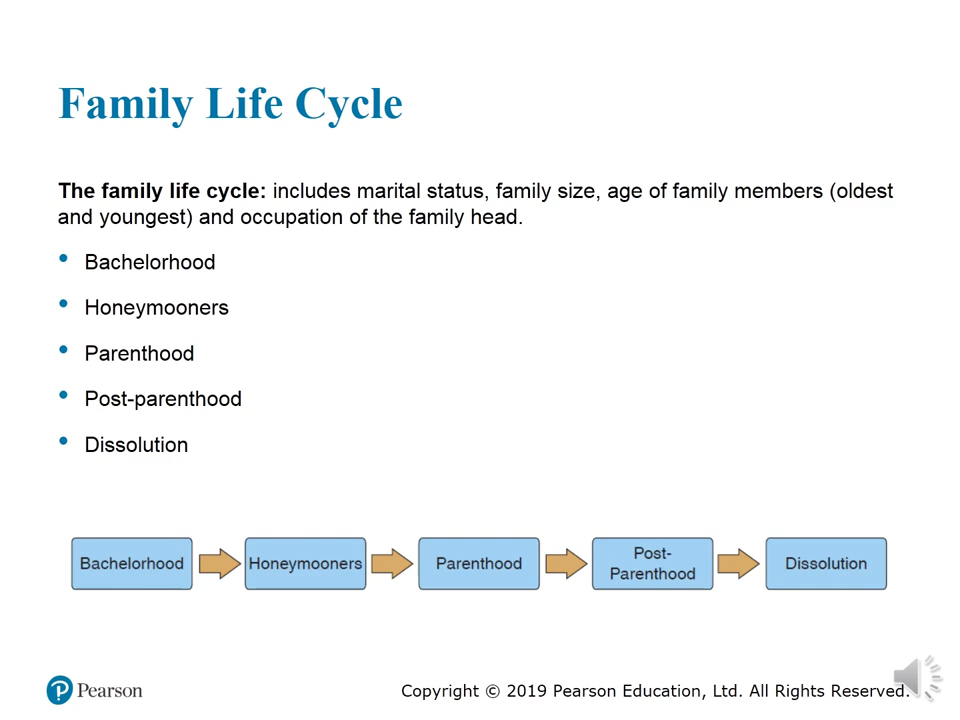 Family Life Cycle
The family life cycle: includes marital status, family size, age of family members (oldest
and youngest) and occupation of the family head.
• Bachelorhood
• Honeymooners
• Parenthood
• Post-parenthood
• Dissolution
Bachelorhood
Honeymooners
Parenthood
Post-
Parenthood
Dissolution
Pearson
Copyright © 2019 Pearson Education, Ltd. All Rights Reserved.